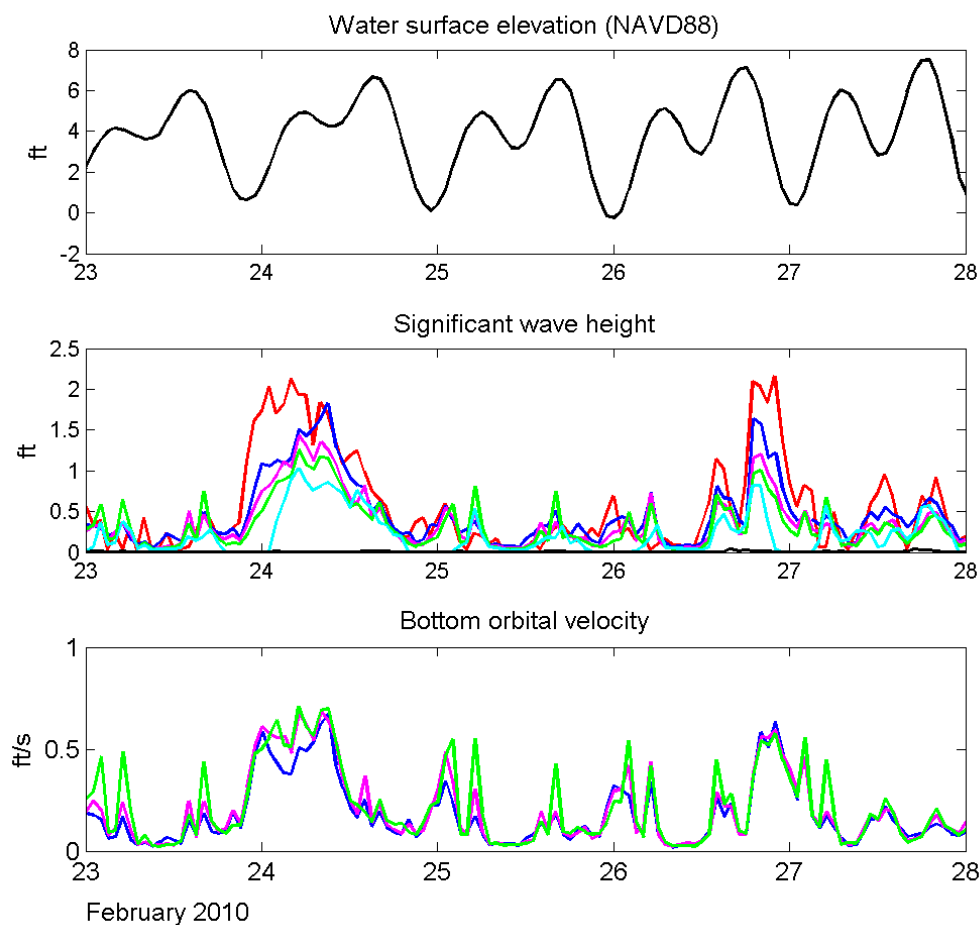 Water surface elevation (NAVD88)
8
6
4
2
0
-2
ft
23 24 25 26 27 28
Significant wave height
2.5
2
1.5
1
0.5
0
ft
23 24 25 26 27 28
Bottom orbital velocity
1
0.5
0
ft/s
23 24 25 26 27 28
February 2010